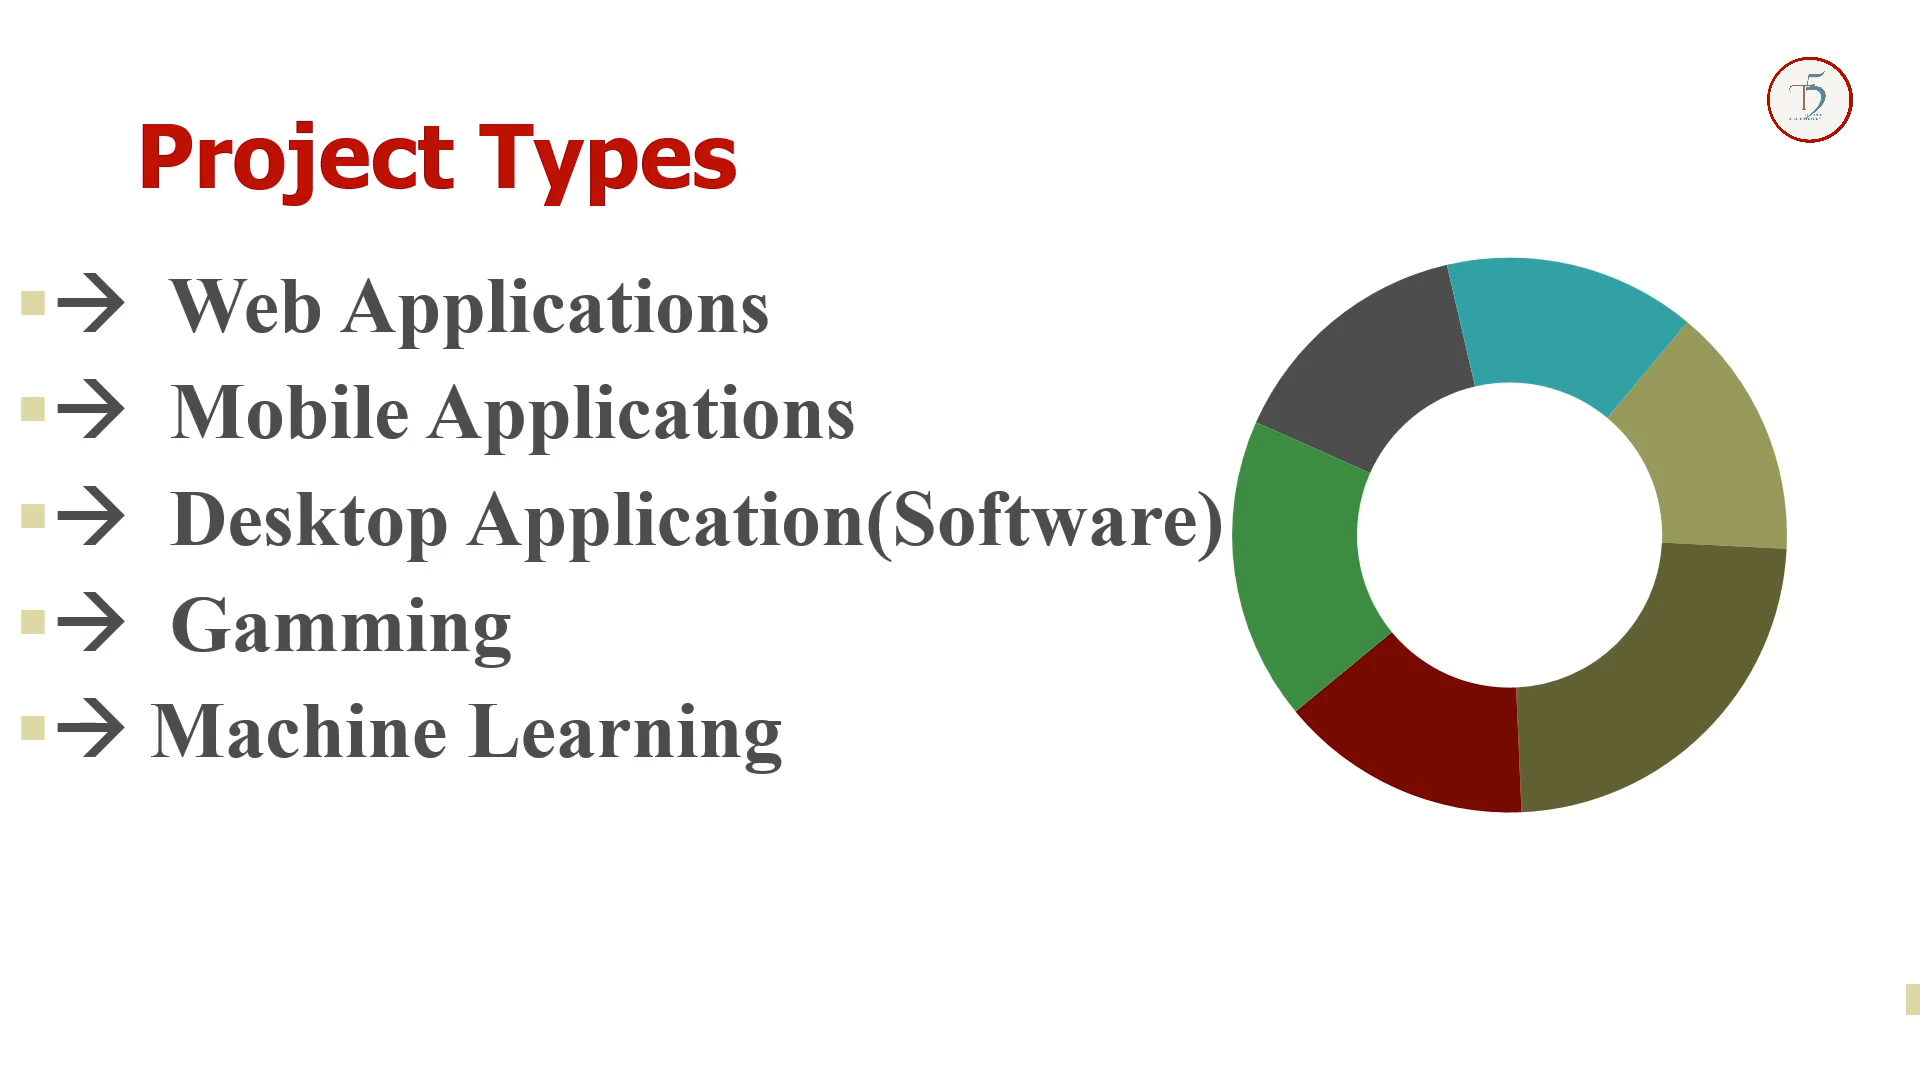 Project Types
→ Web Applications
→ Mobile Applications
→ Desktop Application(Software)
→ Gamming
→ Machine Learning